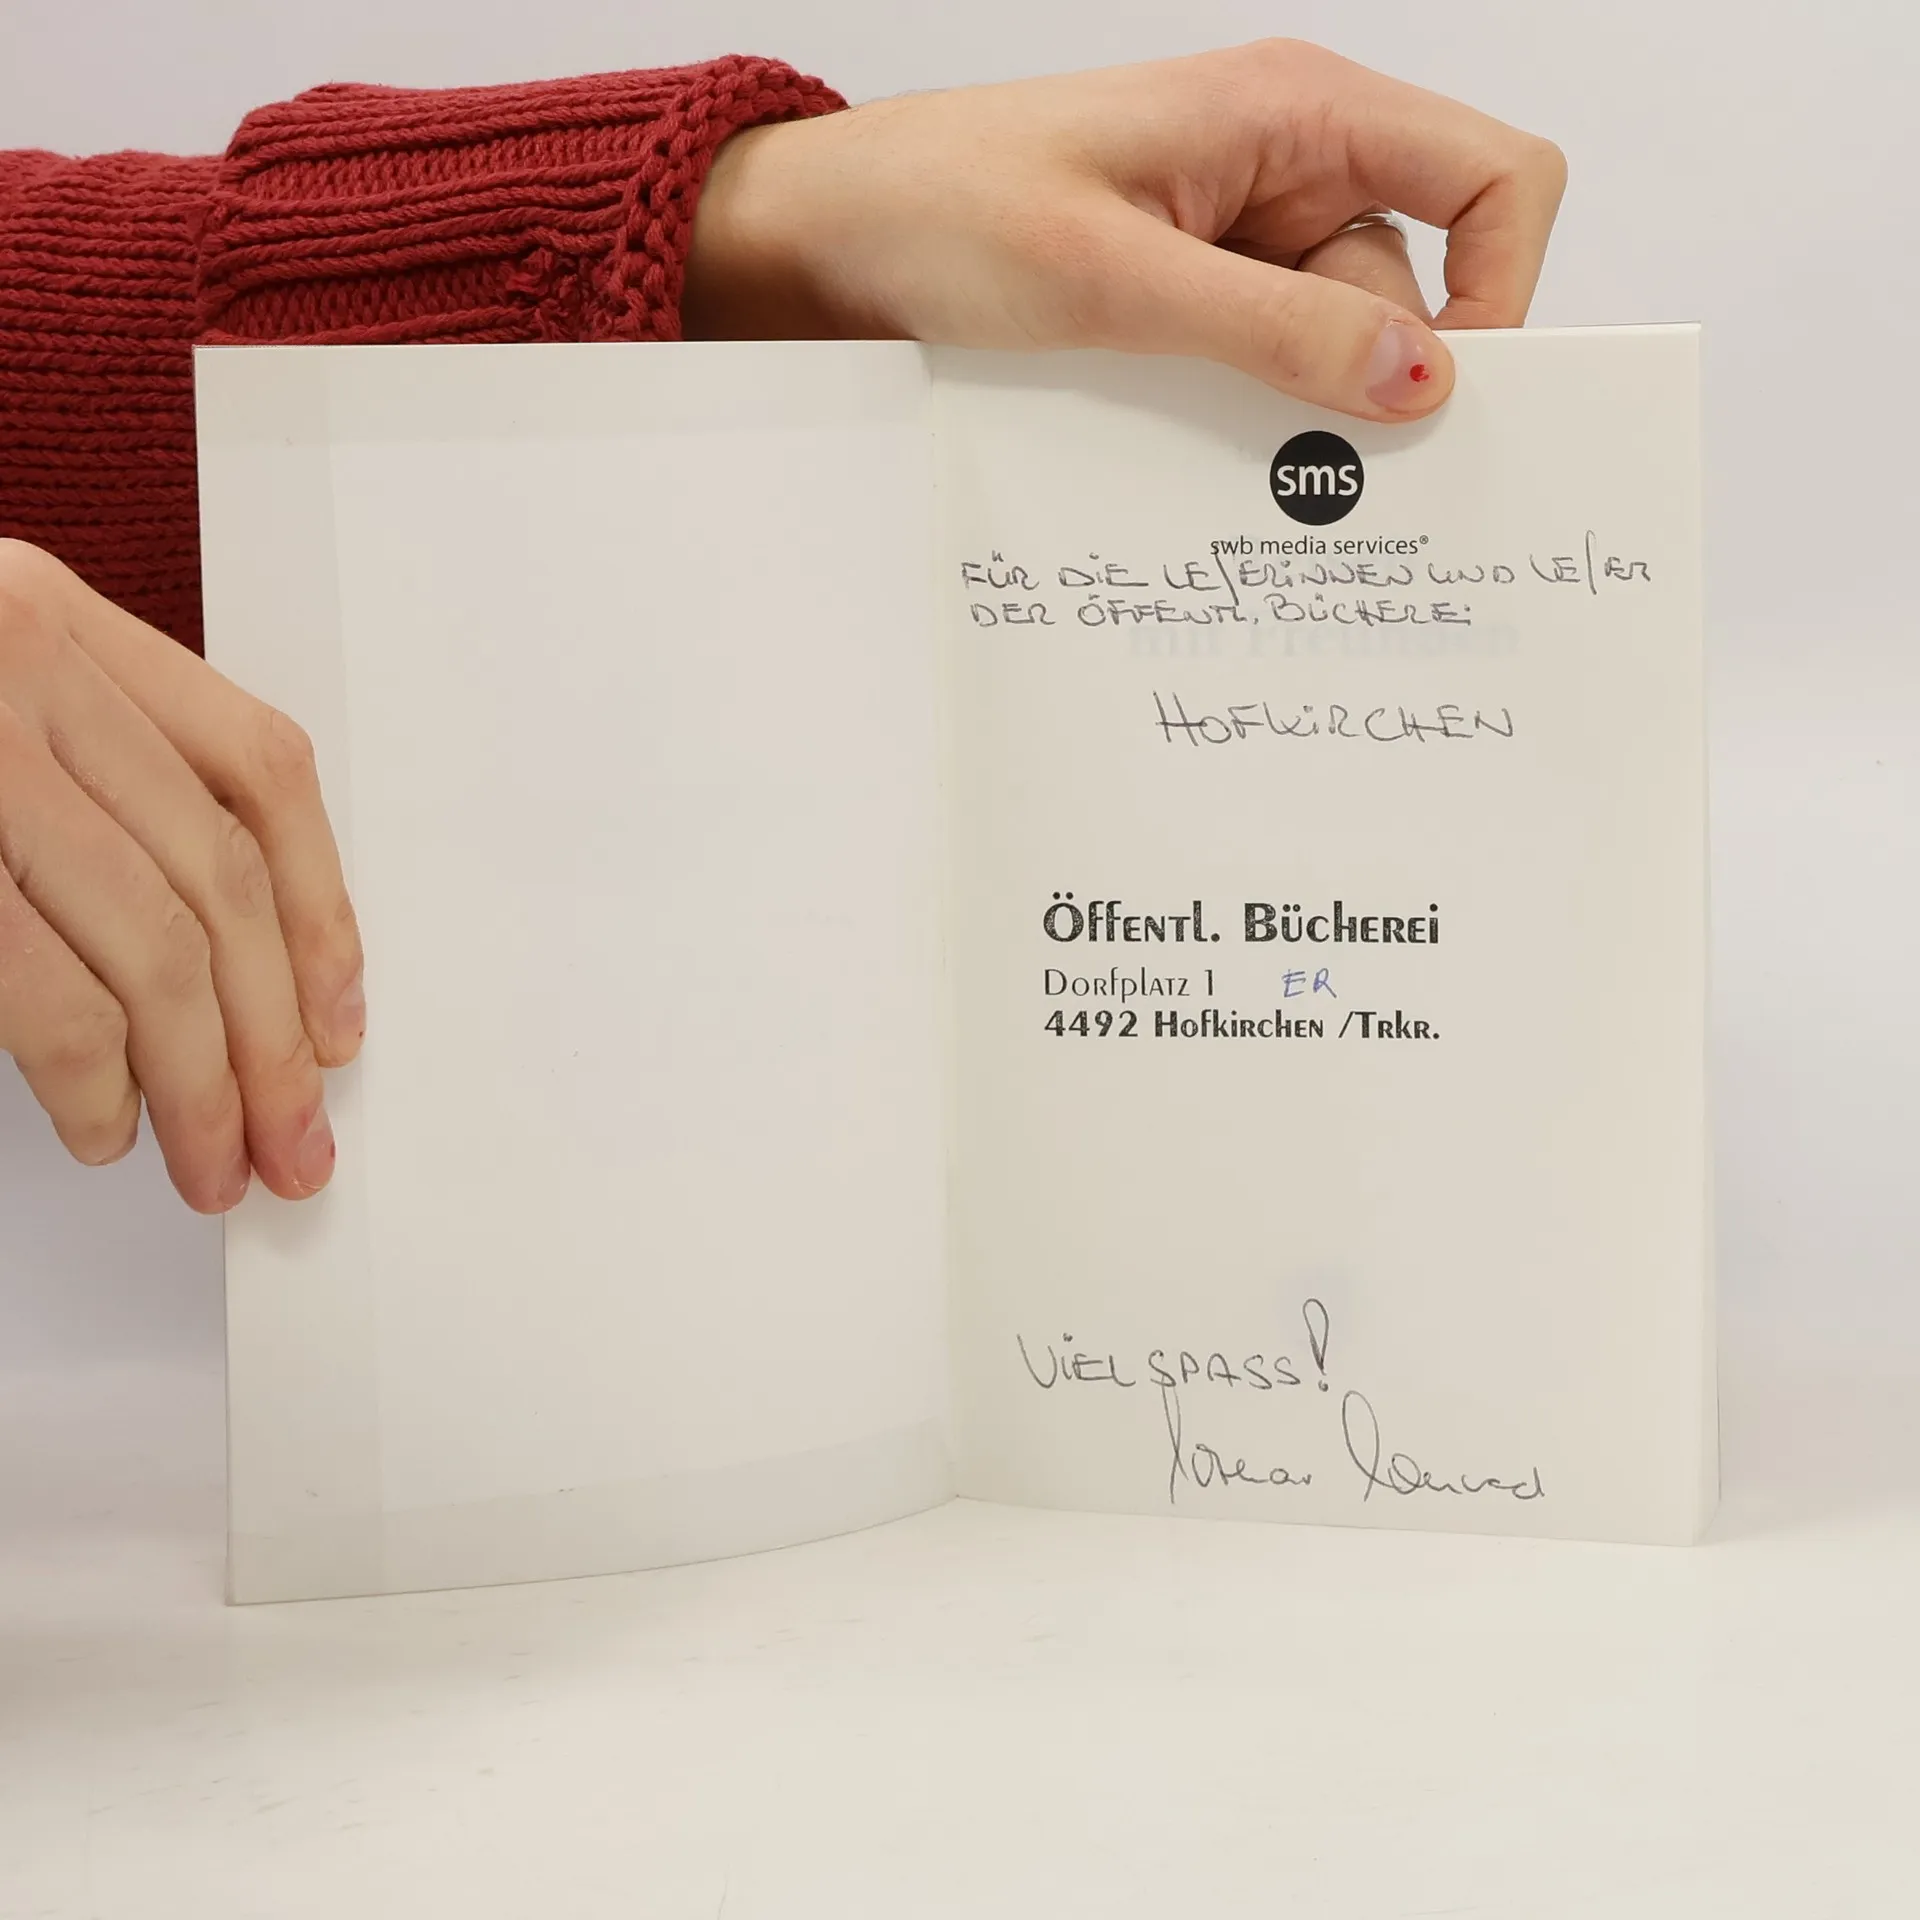 sms
swb media services®
FÜR DIE LESERINNEN UND LESER
DER ÖFFENTL. BÜCHEREI
HOFKIRCHEN
Öffentl. Bücherei
Dorfplatz 1 ER
4492 Hofkirchen /Trkr.
VIEL SPASS!